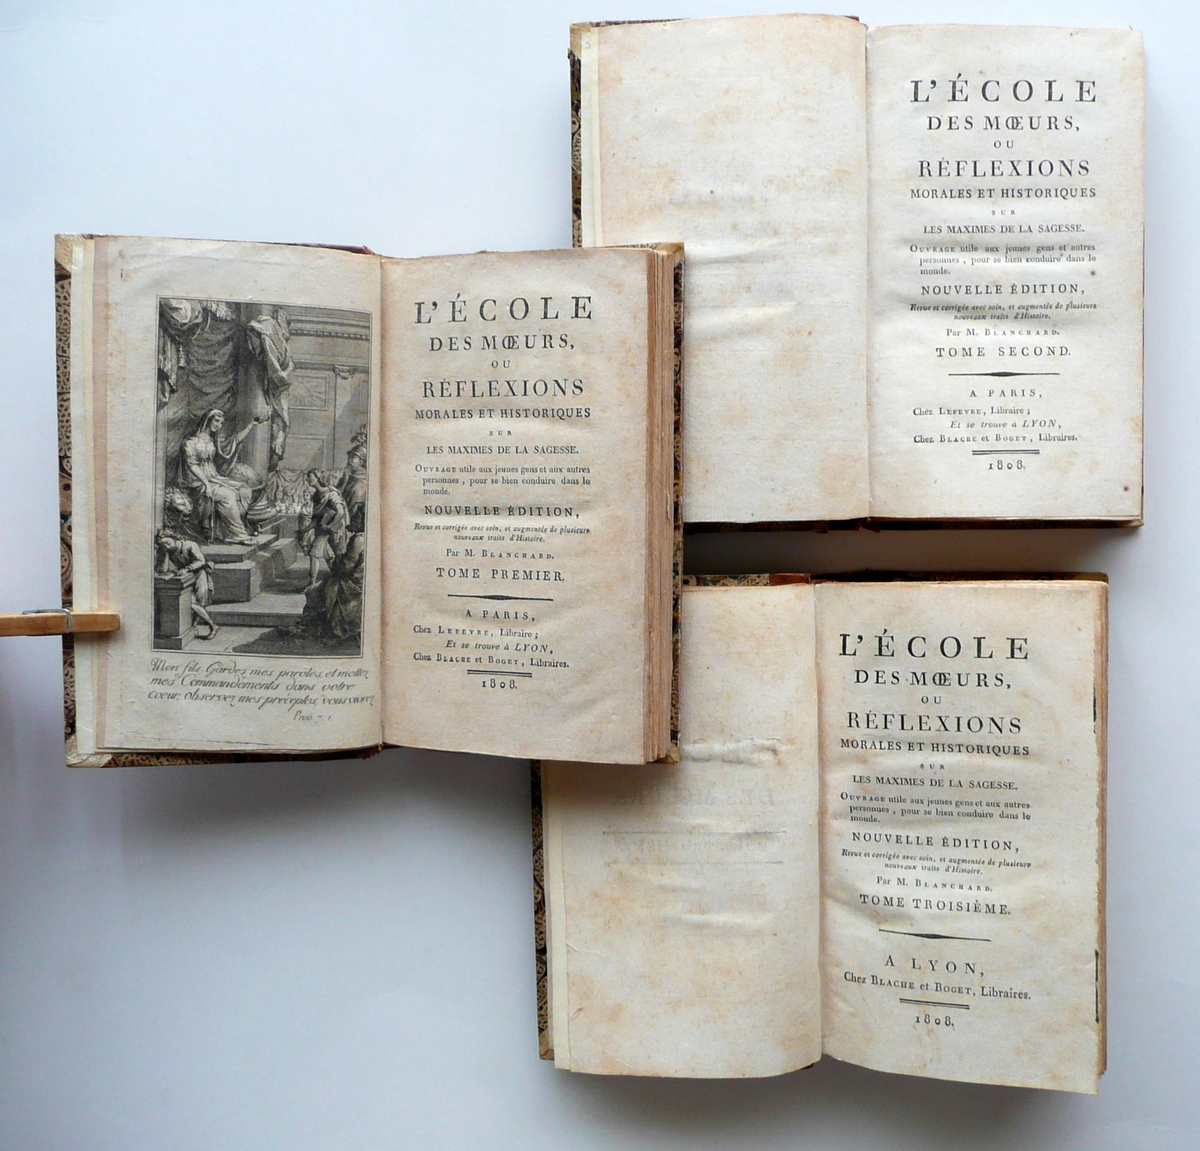 L'ÉCOLE
DES MŒURS,
OU
RÉFLEXIONS
MORALES ET HISTORIQUES
SUR
LES MAXIMES DE LA SAGESSE.
OUVRAGE utile aux jeunes gens et aux autres
personnes, pour se bien conduire dans le
monde.
NOUVELLE ÉDITION,
Revue et corrigée avec soin, et augmentée de plusieurs
nouveaux traits d'Histoire.
Par M. BLANCHARD.
TOME PREMIER.
A PARIS,
Chez LEFEVRE, Libraire;
Et se trouve à LYON,
Chez BLACHE et BOGET, Libraires.
1808.
Mon fils, Gardez mes paroles, et mettez
mes Commandements dans votre
coeur, observez mes préceptes, vous vivrez
L'ÉCOLE
DES MŒURS,
OU
RÉFLEXIONS
MORALES ET HISTORIQUES
SUR
LES MAXIMES DE LA SAGESSE.
OUVRAGE utile aux jeunes gens et autres
personnes, pour se bien conduire dans le
monde.
NOUVELLE ÉDITION,
Revue et corrigée avec soin, et augmentée de plusieurs
nouveaux traits d'Histoire.
Par M. BLANCHARD.
TOME SECOND.
A PARIS,
Chez LEFEVRE, Libraire;
Et se trouve à LYON,
Chez BLACHE et BOGET, Libraires.
1808.
L'ÉCOLE
DES MŒURS,
OU
RÉFLEXIONS
MORALES ET HISTORIQUES
SUR
LES MAXIMES DE LA SAGESSE.
OUVRAGE utile aux jeunes gens et aux autres
personnes, pour se bien conduire dans le
monde.
NOUVELLE ÉDITION,
Revue et corrigée avec soin, et augmentée de plusieurs
nouveaux traits d'Histoire.
Par M. BLANCHARD.
TOME TROISIÈME.
A LYON,
Chez BLACHE et BOGET, Libraires.
1808.